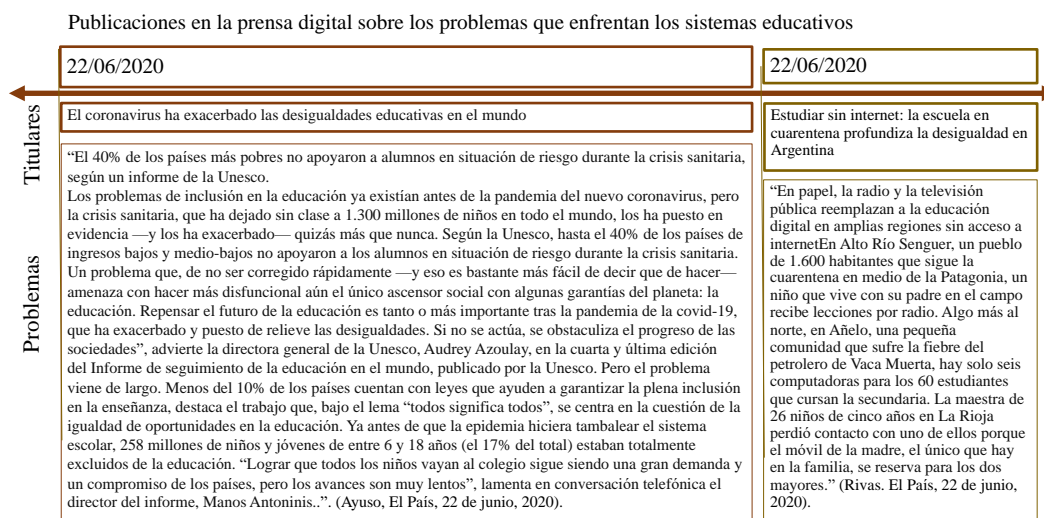 Publicaciones en la prensa digital sobre los problemas que enfrentan los sistemas educativos
22/06/2020
22/06/2020
Titulares
El coronavirus ha exacerbado las desigualdades educativas en el mundo
Estudiar sin internet: la escuela en
cuarentena profundiza la desigualdad en
Argentina
Problemas
“El 40% de los países más pobres no apoyaron a alumnos en situación de riesgo durante la crisis sanitaria,
según un informe de la Unesco.
Los problemas de inclusión en la educación ya existían antes de la pandemia del nuevo coronavirus, pero
la crisis sanitaria, que ha dejado sin clase a 1.300 millones de niños en todo el mundo, los ha puesto en
evidencia —y los ha exacerbado— quizás más que nunca. Según la Unesco, hasta el 40% de los países de
ingresos bajos y medio-bajos no apoyaron a los alumnos en situación de riesgo durante la crisis sanitaria.
Un problema que, de no ser corregido rápidamente —y eso es bastante más fácil de decir que de hacer—
amenaza con hacer más disfuncional aún el único ascensor social con algunas garantías del planeta: la
educación. Repensar el futuro de la educación es tanto o más importante tras la pandemia de la covid-19,
que ha exacerbado y puesto de relieve las desigualdades. Si no se actúa, se obstaculiza el progreso de las
sociedades”, advierte la directora general de la Unesco, Audrey Azoulay, en la cuarta y última edición
del Informe de seguimiento de la educación en el mundo, publicado por la Unesco. Pero el problema
viene de largo. Menos del 10% de los países cuentan con leyes que ayuden a garantizar la plena inclusión
en la enseñanza, destaca el trabajo que, bajo el lema “todos significa todos”, se centra en la cuestión de la
igualdad de oportunidades en la educación. Ya antes de que la epidemia hiciera tambalear el sistema
escolar, 258 millones de niños y jóvenes de entre 6 y 18 años (el 17% del total) estaban totalmente
excluidos de la educación. “Lograr que todos los niños vayan al colegio sigue siendo una gran demanda y
un compromiso de los países, pero los avances son muy lentos”, lamenta en conversación telefónica el
director del informe, Manos Antoninis..”. (Ayuso, El País, 22 de junio, 2020).
“En papel, la radio y la televisión
pública reemplazan a la educación
digital en amplias regiones sin acceso a
internetEn Alto Río Senguer, un pueblo
de 1.600 habitantes que sigue la
cuarentena en medio de la Patagonia, un
niño que vive con su padre en el campo
recibe lecciones por radio. Algo más al
norte, en Añelo, una pequeña
comunidad que sufre la fiebre del
petrolero de Vaca Muerta, hay solo seis
computadoras para los 60 estudiantes
que cursan la secundaria. La maestra de
26 niños de cinco años en La Rioja
perdió contacto con uno de ellos porque
el móvil de la madre, el único que hay
en la familia, se reserva para los dos
mayores.” (Rivas. El País, 22 de junio,
2020).